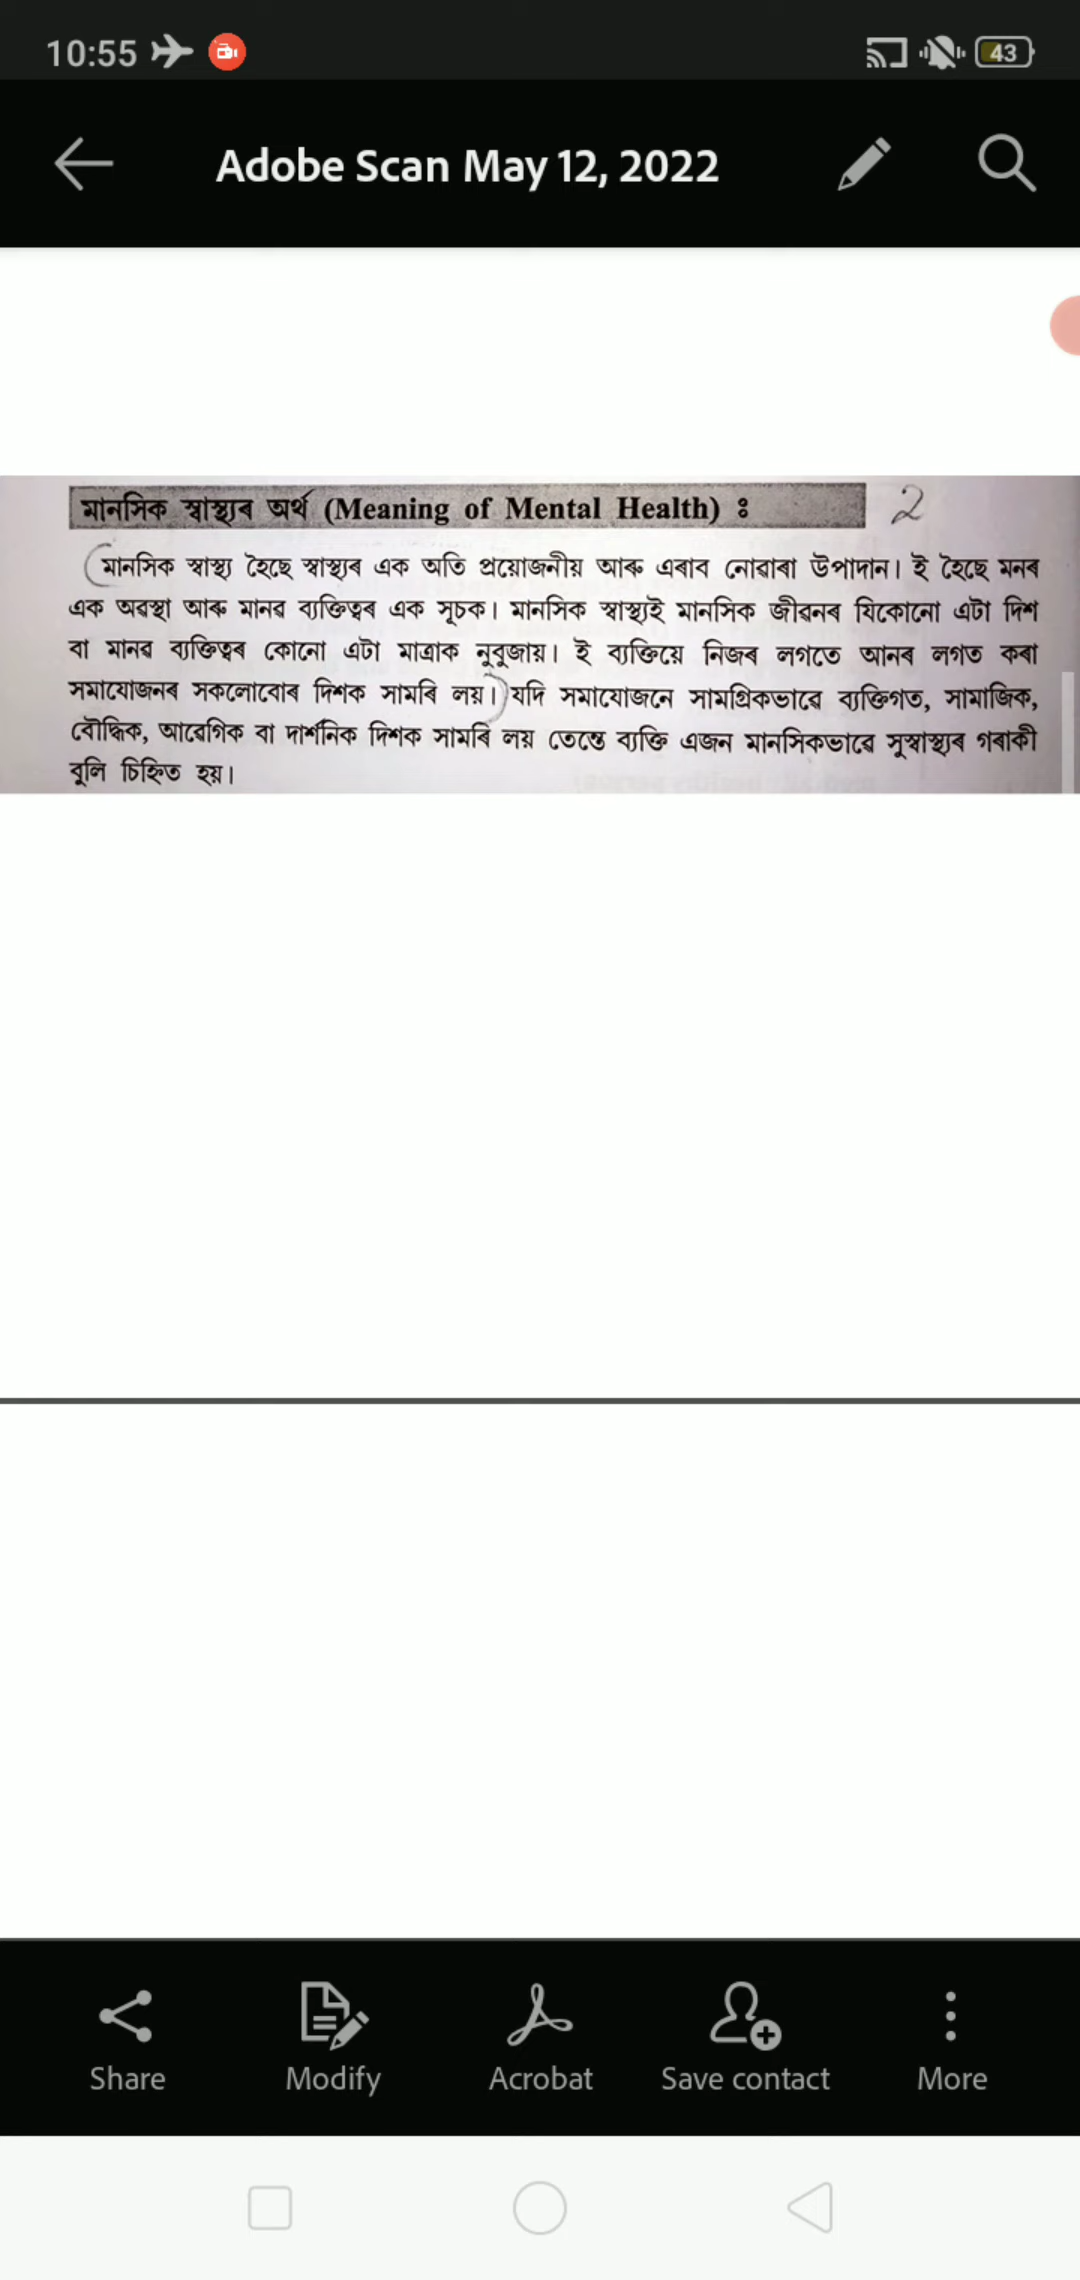 10:55
43
Adobe Scan May 12, 2022
মানসিক স্বাস্থ্যৰ অৰ্থ (Meaning of Mental Health) ঃ
2
(মানসিক স্বাস্থ্য হৈছে স্বাস্থ্যৰ এক অতি প্ৰয়োজনীয় আৰু এৰাব নোৱাৰা উপাদান। ই হৈছে মনৰ
এক অৱস্থা আৰু মানৱ ব্যক্তিত্বৰ এক সূচক। মানসিক স্বাস্থ্যই মানসিক জীৱনৰ যিকোনো এটা দিশ
বা মানৱ ব্যক্তিত্বৰ কোনো এটা মাত্ৰাক নুবুজায়। ই ব্যক্তিয়ে নিজৰ লগতে আনৰ লগত কৰা
সমাযোজনৰ সকলোবোৰ দিশক সামৰি লয়।) যদি সমাযোজনে সামগ্ৰিকভাৱে ব্যক্তিগত, সামাজিক,
বৌদ্ধিক, আৱেগিক বা দাৰ্শনিক দিশক সামৰি লয় তেন্তে ব্যক্তি এজন মানসিকভাৱে সুস্বাস্থ্যৰ গৰাকী
বুলি চিহ্নিত হয়।
Share
Modify
Acrobat
Save contact
More